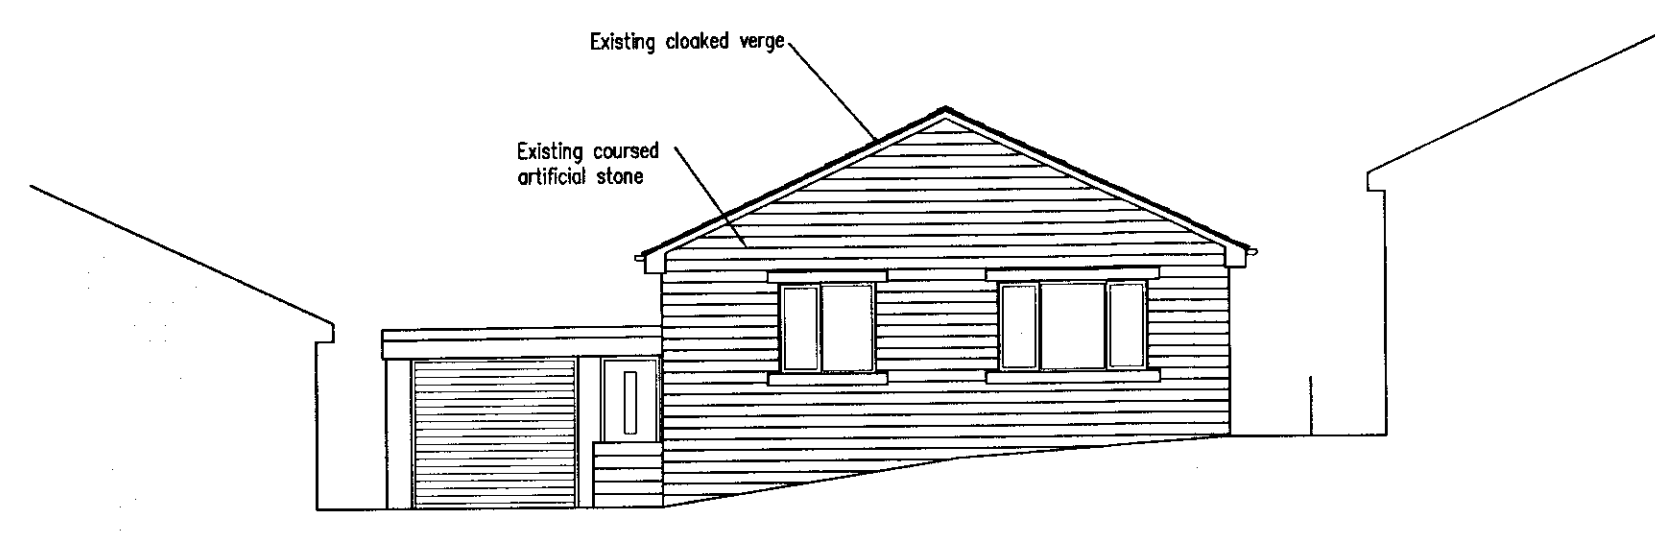 Existing cloaked verge
Existing coursed
artificial stone